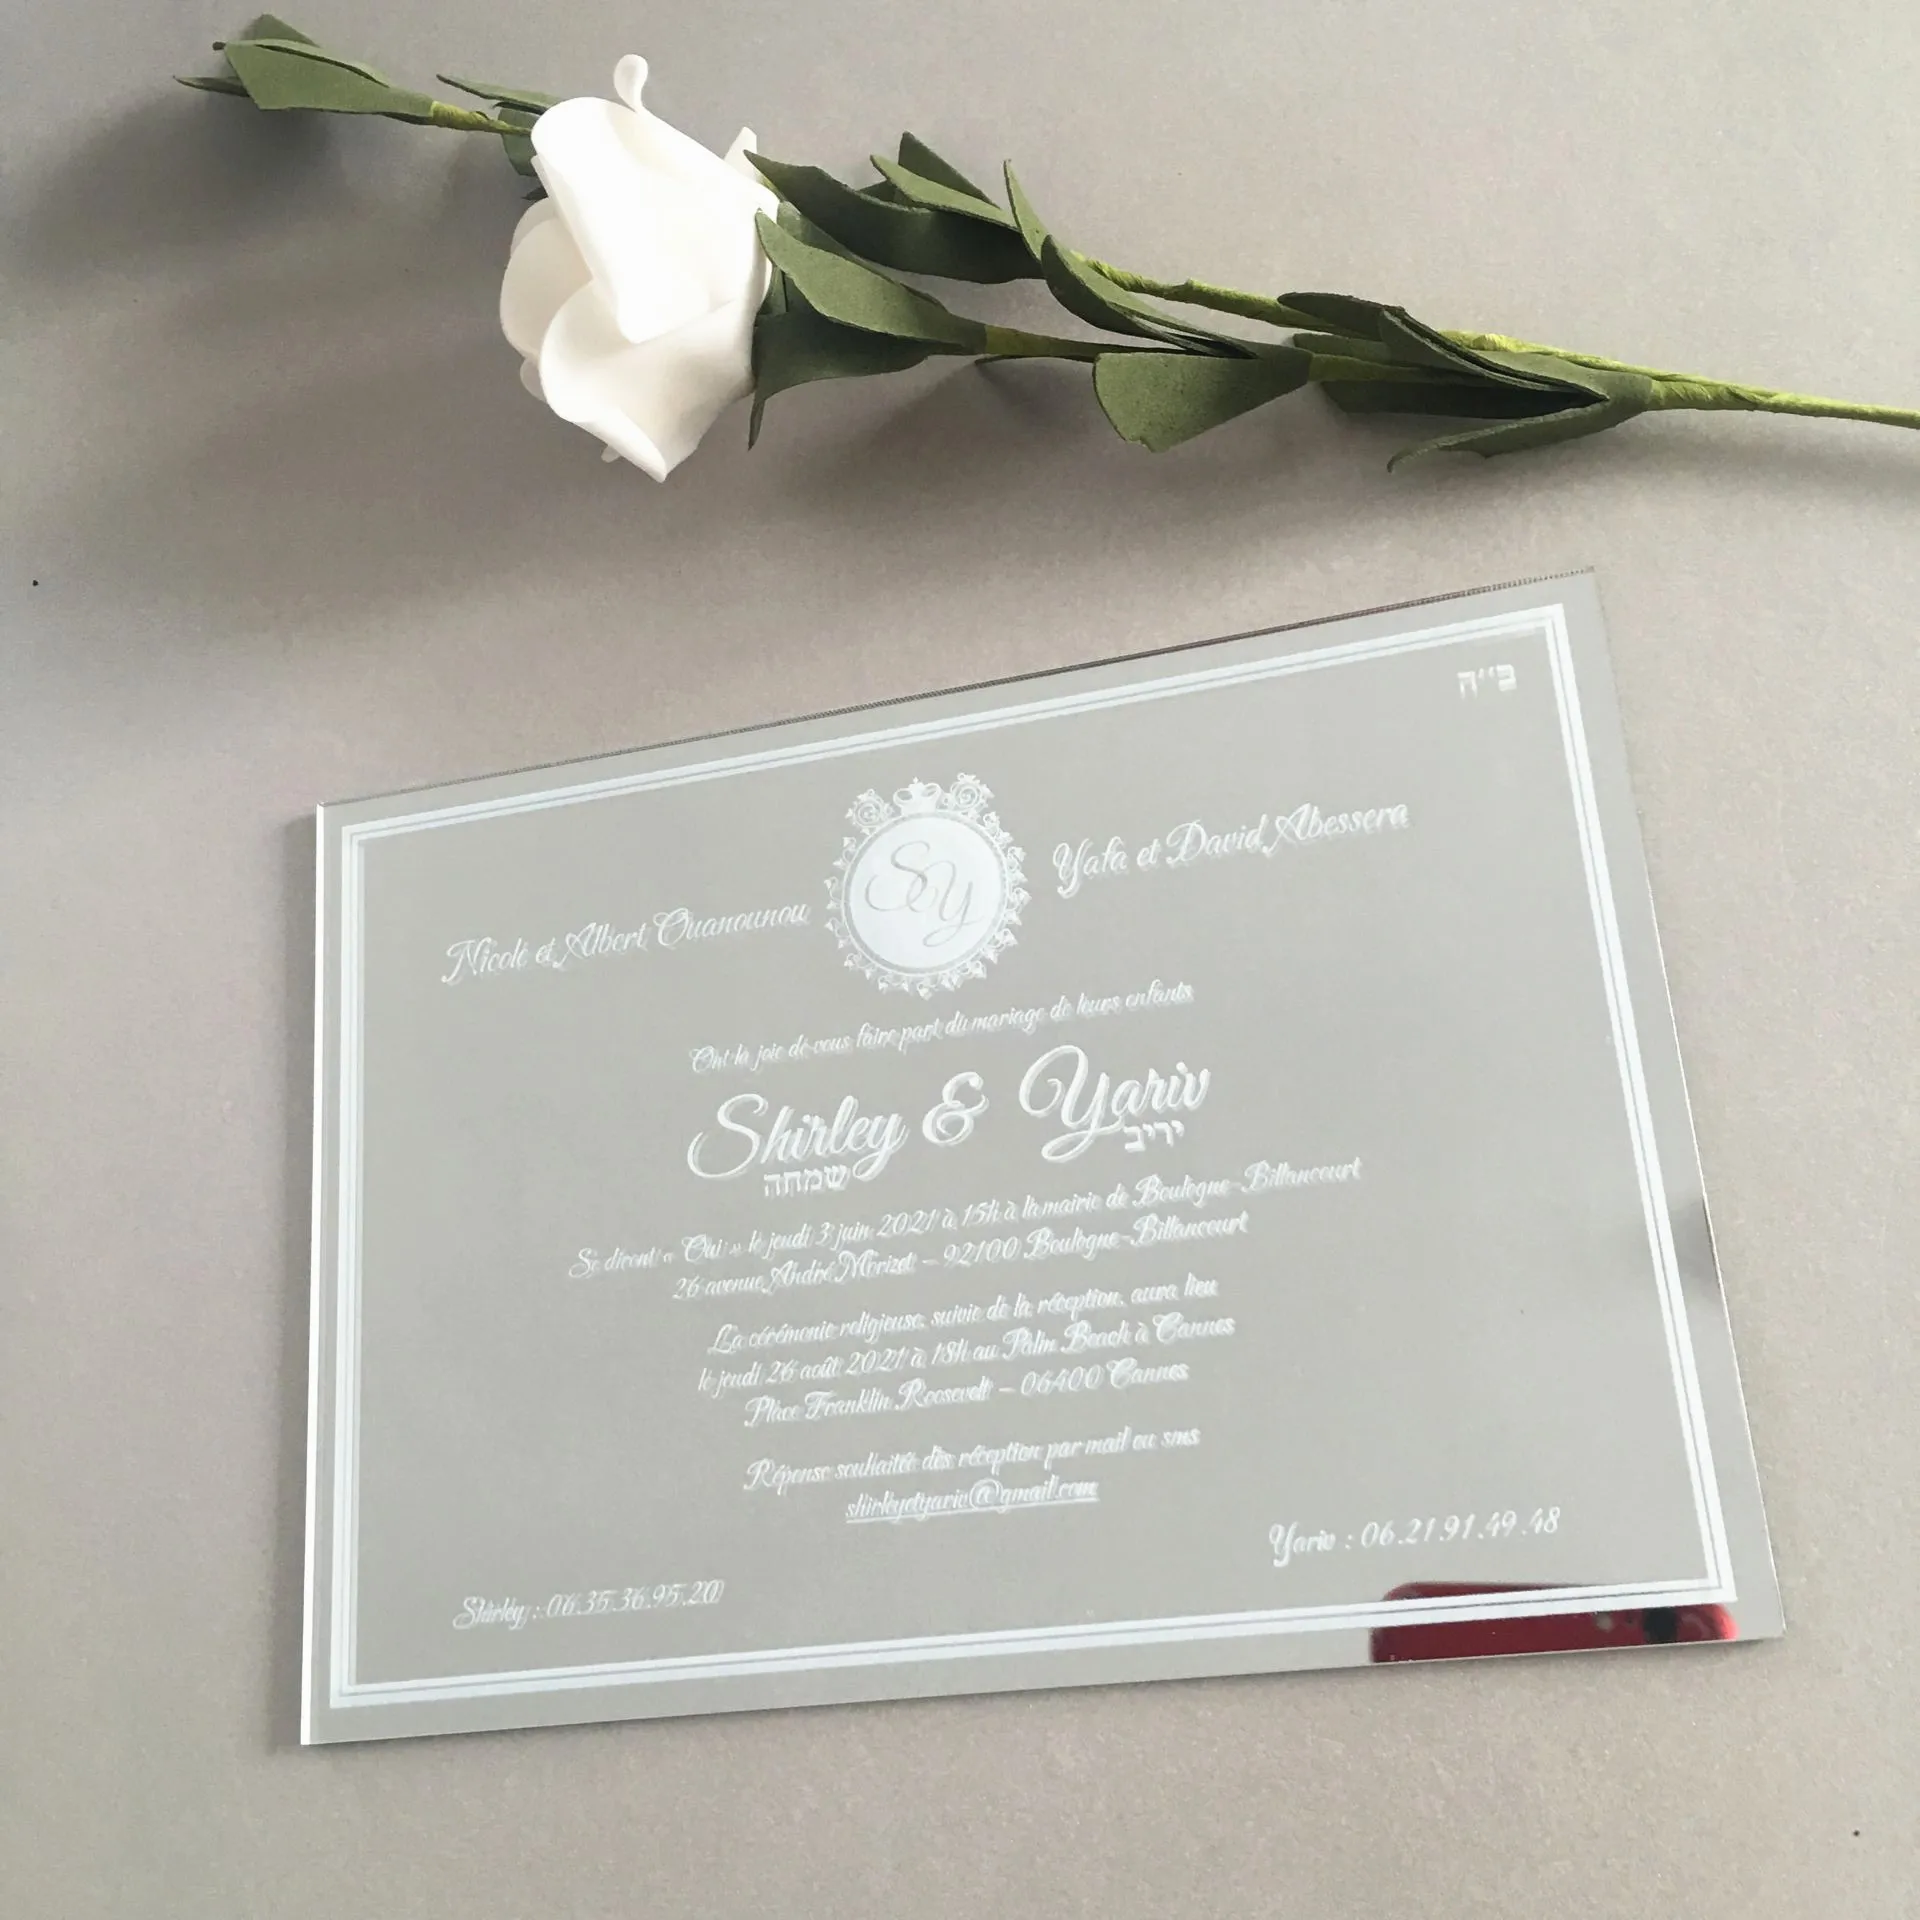 ב״ה
Nicole et Albert Ouanounou
SY
Yafa et David Abessera
Ont la joie de vous faire part du mariage de leurs enfants
Shirley & Yariv
שמחה יריב
Se diront « Oui » le jeudi 3 juin 2021 à 15h à la mairie de Boulogne-Billancourt
26 avenue André Morizet – 92100 Boulogne-Billancourt
La cérémonie religieuse, suivie de la réception, aura lieu
le jeudi 26 août 2021 à 18h au Palm Beach à Cannes
Place Franklin Roosevelt – 06400 Cannes
Réponse souhaitée dès réception par mail ou sms
shirleyetyariv@gmail.com
Shirley : 06.35.36.95.20
Yariv : 06.21.91.49.48